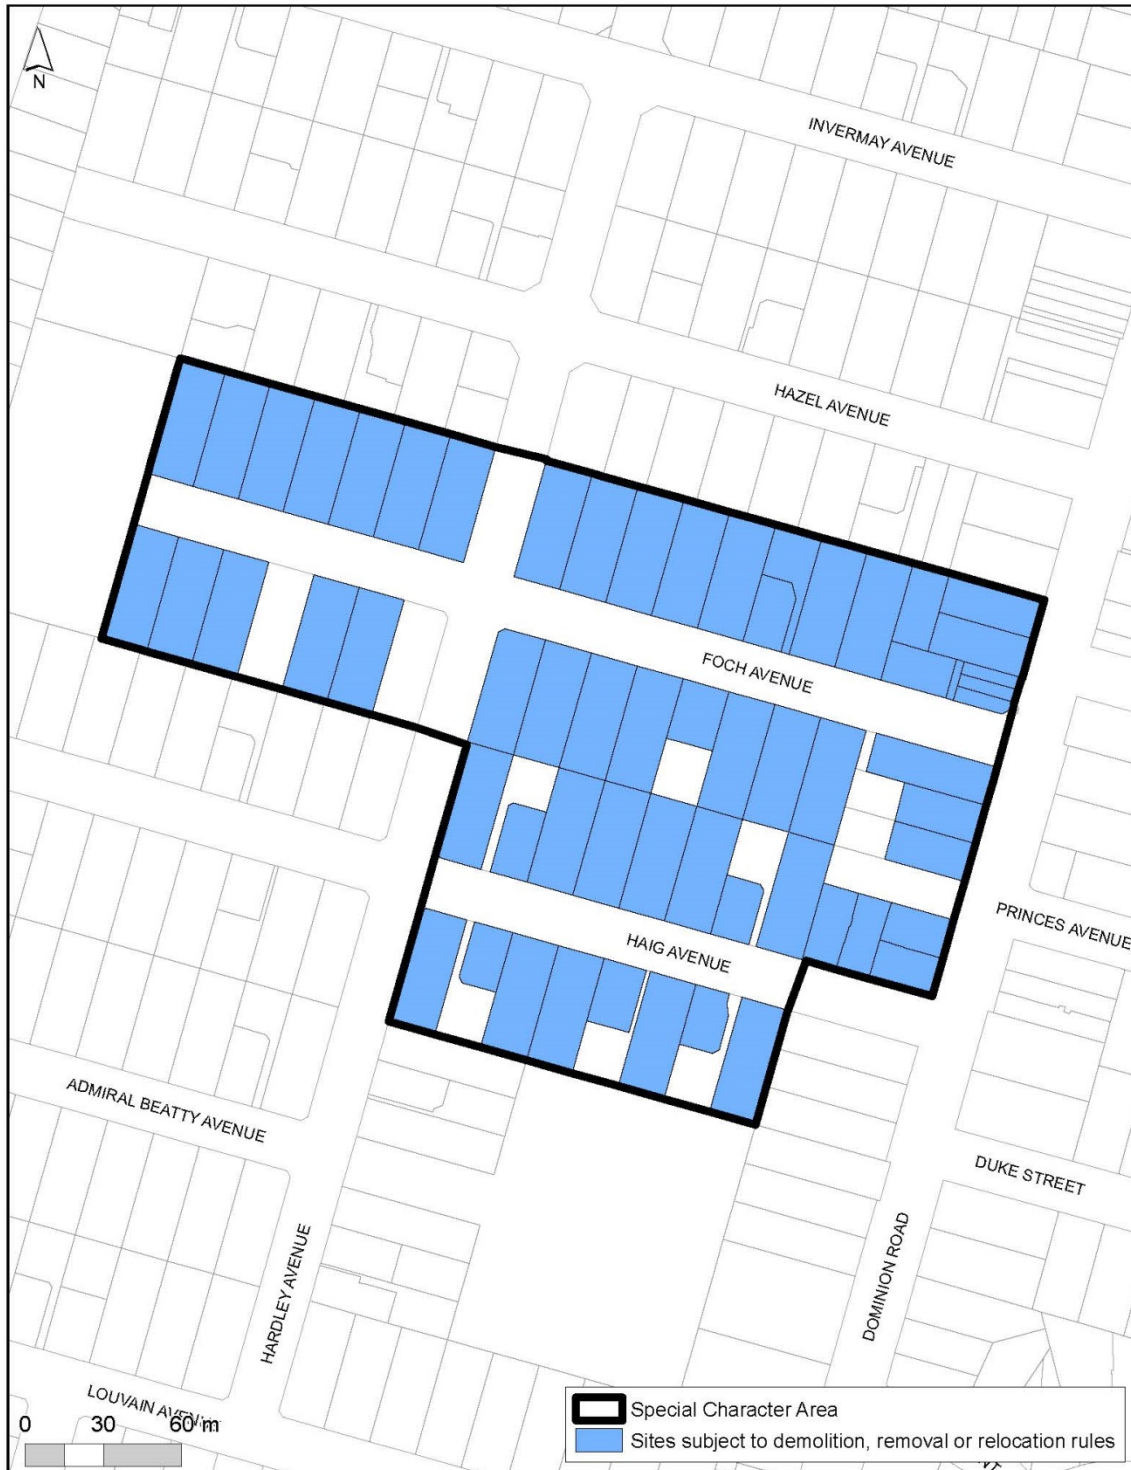 N
INVERMAY AVENUE
HAZEL AVENUE
FOCH AVENUE
PRINCES AVENUE
HAIG AVENUE
ADMIRAL BEATTY AVENUE
DUKE STREET
HARDLEY AVENUE
DOMINION ROAD
LOUVAIN
0 30 60 m
Special Character Area
Sites subject to demolition, removal or relocation rules